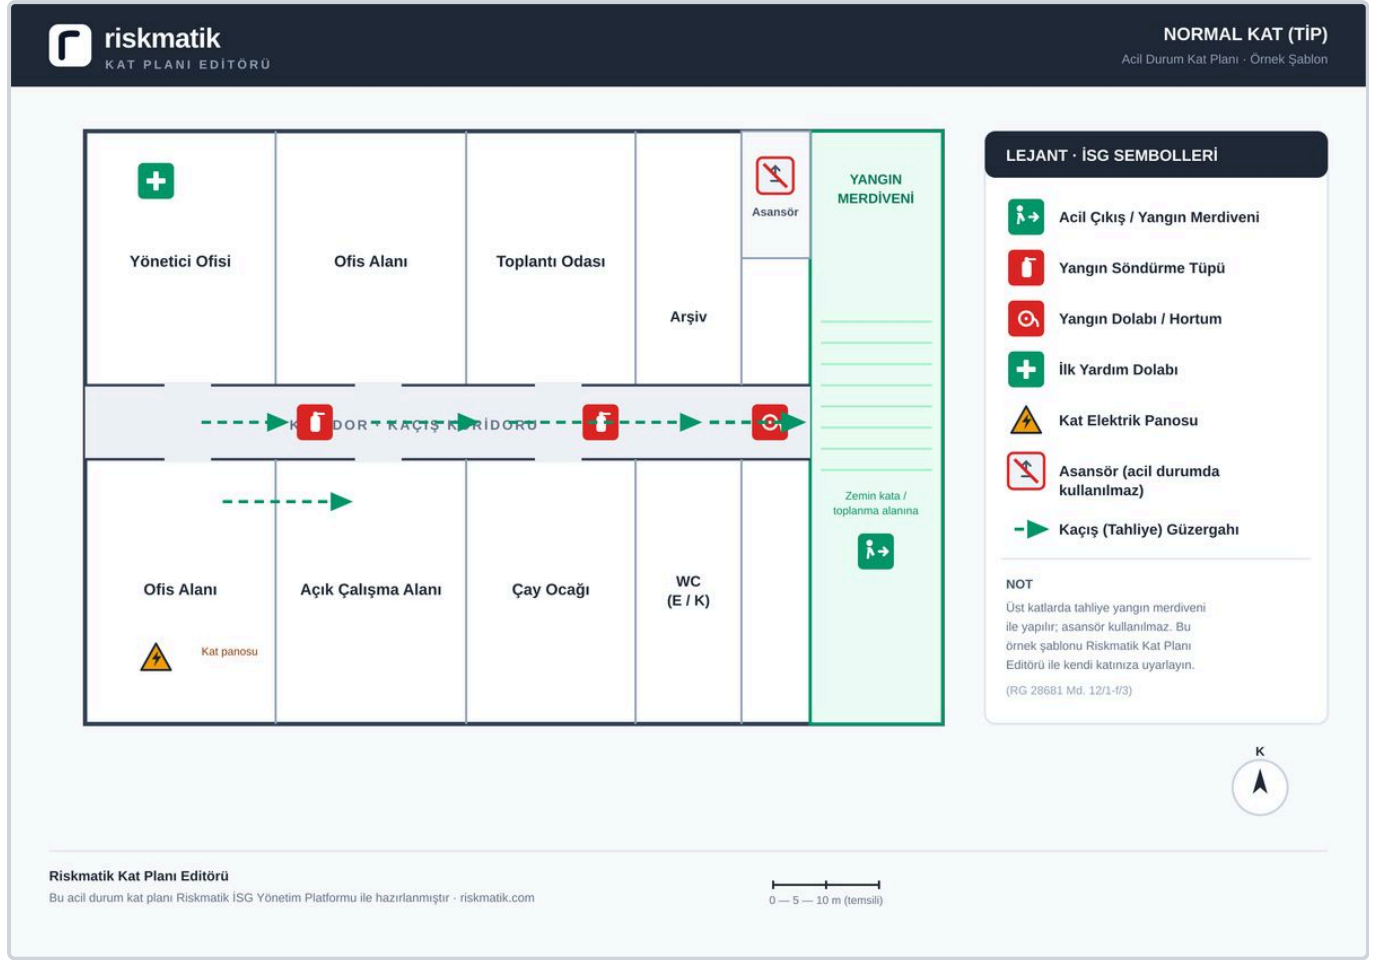 riskmatik
KAT PLANI EDİTÖRÜ
NORMAL KAT (TİP)
Acil Durum Kat Planı · Örnek Şablon
Yönetici Ofisi
Ofis Alanı
Toplantı Odası
Arşiv
Asansör
YANGIN
MERDİVENİ
DOR · KAÇIŞ K RİDORU
Zemin kata /
toplanma alanına
Ofis Alanı
Açık Çalışma Alanı
Çay Ocağı
WC
(E / K)
Kat panosu
LEJANT · İSG SEMBOLLERİ
Acil Çıkış / Yangın Merdiveni
Yangın Söndürme Tüpü
Yangın Dolabı / Hortum
İlk Yardım Dolabı
Kat Elektrik Panosu
Asansör (acil durumda
kullanılmaz)
Kaçış (Tahliye) Güzergahı
NOT
Üst katlarda tahliye yangın merdiveni
ile yapılır; asansör kullanılmaz. Bu
örnek şablonu Riskmatik Kat Planı
Editörü ile kendi katınıza uyarlayın.
(RG 28681 Md. 12/1-f/3)
K
Riskmatik Kat Planı Editörü
Bu acil durum kat planı Riskmatik İSG Yönetim Platformu ile hazırlanmıştır · riskmatik.com
0 — 5 — 10 m (temsili)